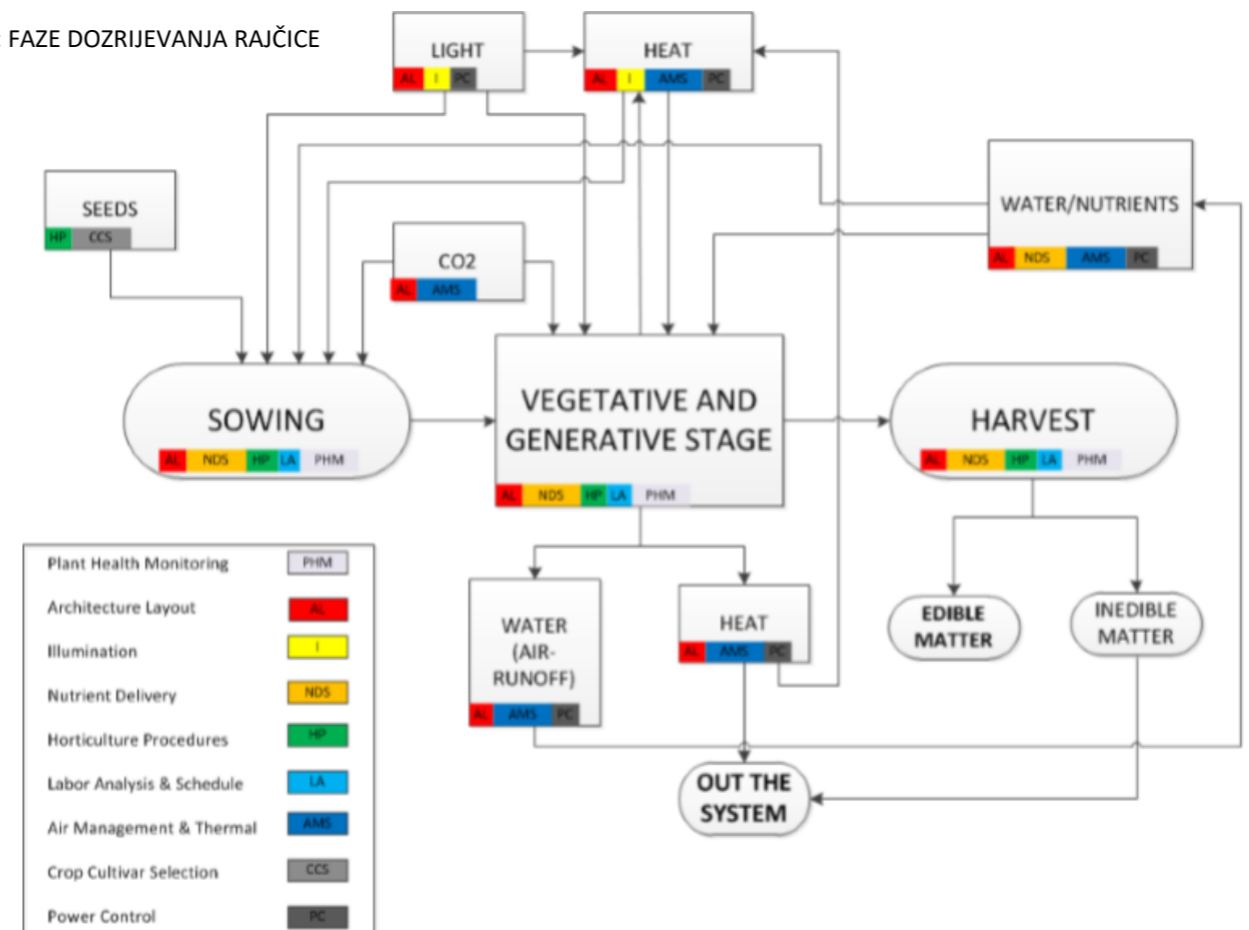 : FAZE DOZRIJEVANJA RAJČICE
LIGHT
AL I PC
HEAT
AL I AMS PC
SEEDS
HP CCS
CO2
AL AMS
WATER/NUTRIENTS
AL NDS AMS PC
SOWING
AL NDS HP LA PHM
VEGETATIVE AND
GENERATIVE STAGE
AL NDS HP LA PHM
HARVEST
AL NDS HP LA PHM
WATER
(AIR-
RUNOFF)
AL AMS PC
HEAT
AL AMS PC
EDIBLE
MATTER
INEDIBLE
MATTER
OUT THE
SYSTEM
Plant Health Monitoring PHM
Architecture Layout AL
Illumination I
Nutrient Delivery NDS
Horticulture Procedures HP
Labor Analysis & Schedule LA
Air Management & Thermal AMS
Crop Cultivar Selection CCS
Power Control PC